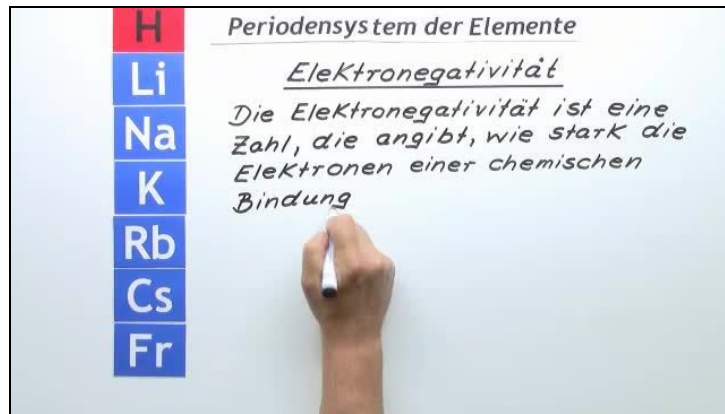 H
Li
Na
K
Rb
Cs
Fr
Periodensystem der Elemente
Elektronegativität
Die Elektronegativität ist eine
Zahl, die angibt, wie stark die
Elektronen einer chemischen
Bindung